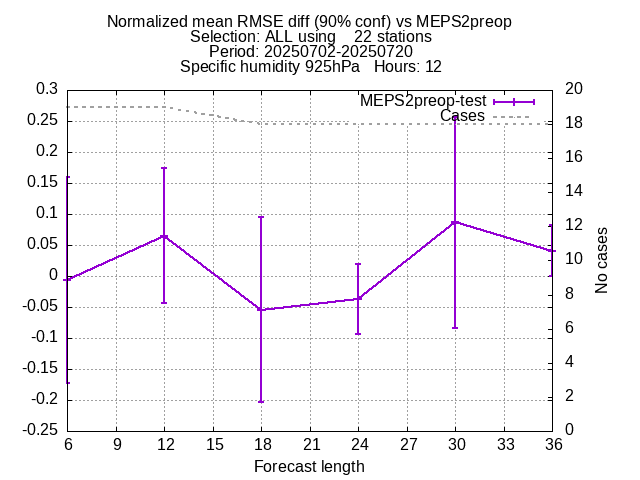 Normalized mean RMSE diff (90% conf) vs MEPS2preop
Selection: ALL using    22 stations
Period: 20250702-20250720
Specific humidity 925hPa   Hours: 12
MEPS2preop-test
Cases
0.3
0.25
0.2
0.15
0.1
0.05
0
-0.05
-0.1
-0.15
-0.2
-0.25
20
18
16
14
12
10
8
6
4
2
0
No cases
6 9 12 15 18 21 24 27 30 33 36
Forecast length